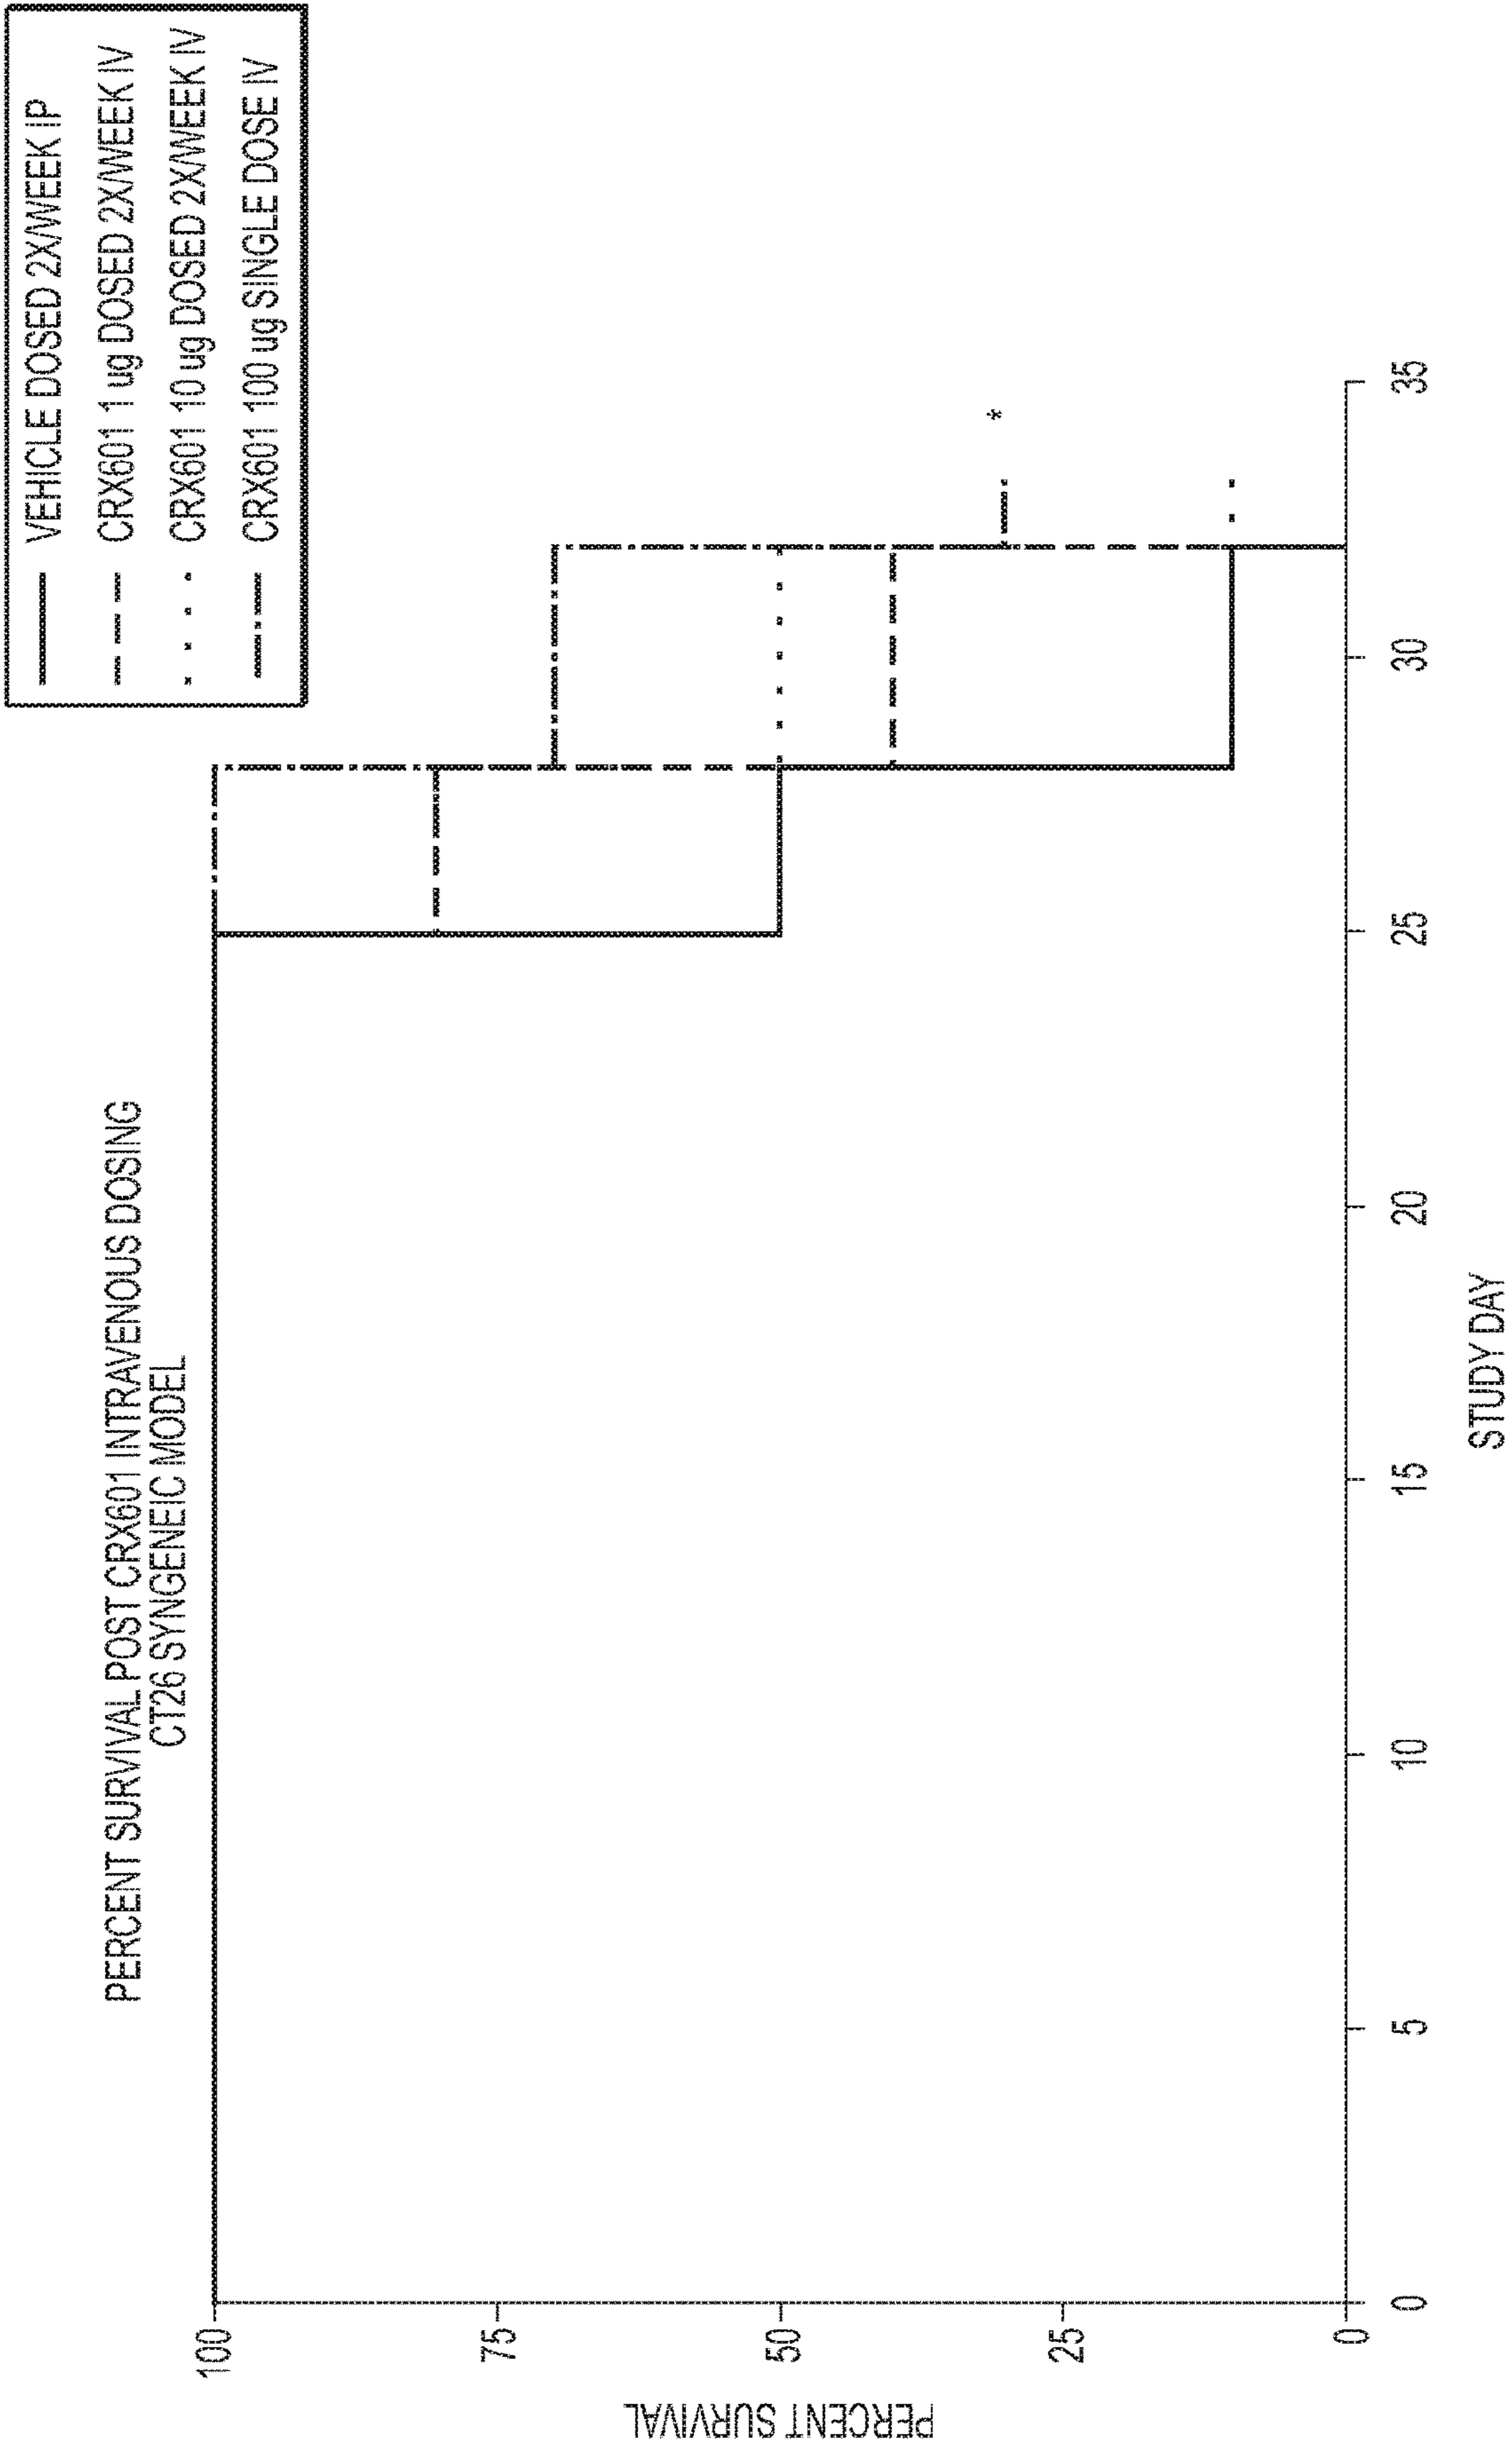 PERCENT SURVIVAL POST CRX601 INTRAVENOUS DOSING
CT26 SYNGENEIC MODEL
VEHICLE DOSED 2X/WEEK IP
CRX601 1 ug DOSED 2X/WEEK IV
CRX601 10 ug DOSED 2X/WEEK IV
CRX601 100 ug SINGLE DOSE IV
PERCENT SURVIVAL
100
75
50
25
0
*
0 5 10 15 20 25 30 35
STUDY DAY